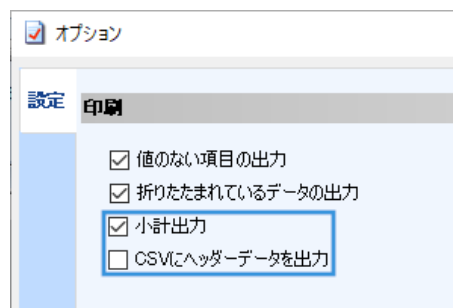 オプション
設定
印刷
値のない項目の出力
折りたたまれているデータの出力
小計出力
CSVにヘッダーデータを出力